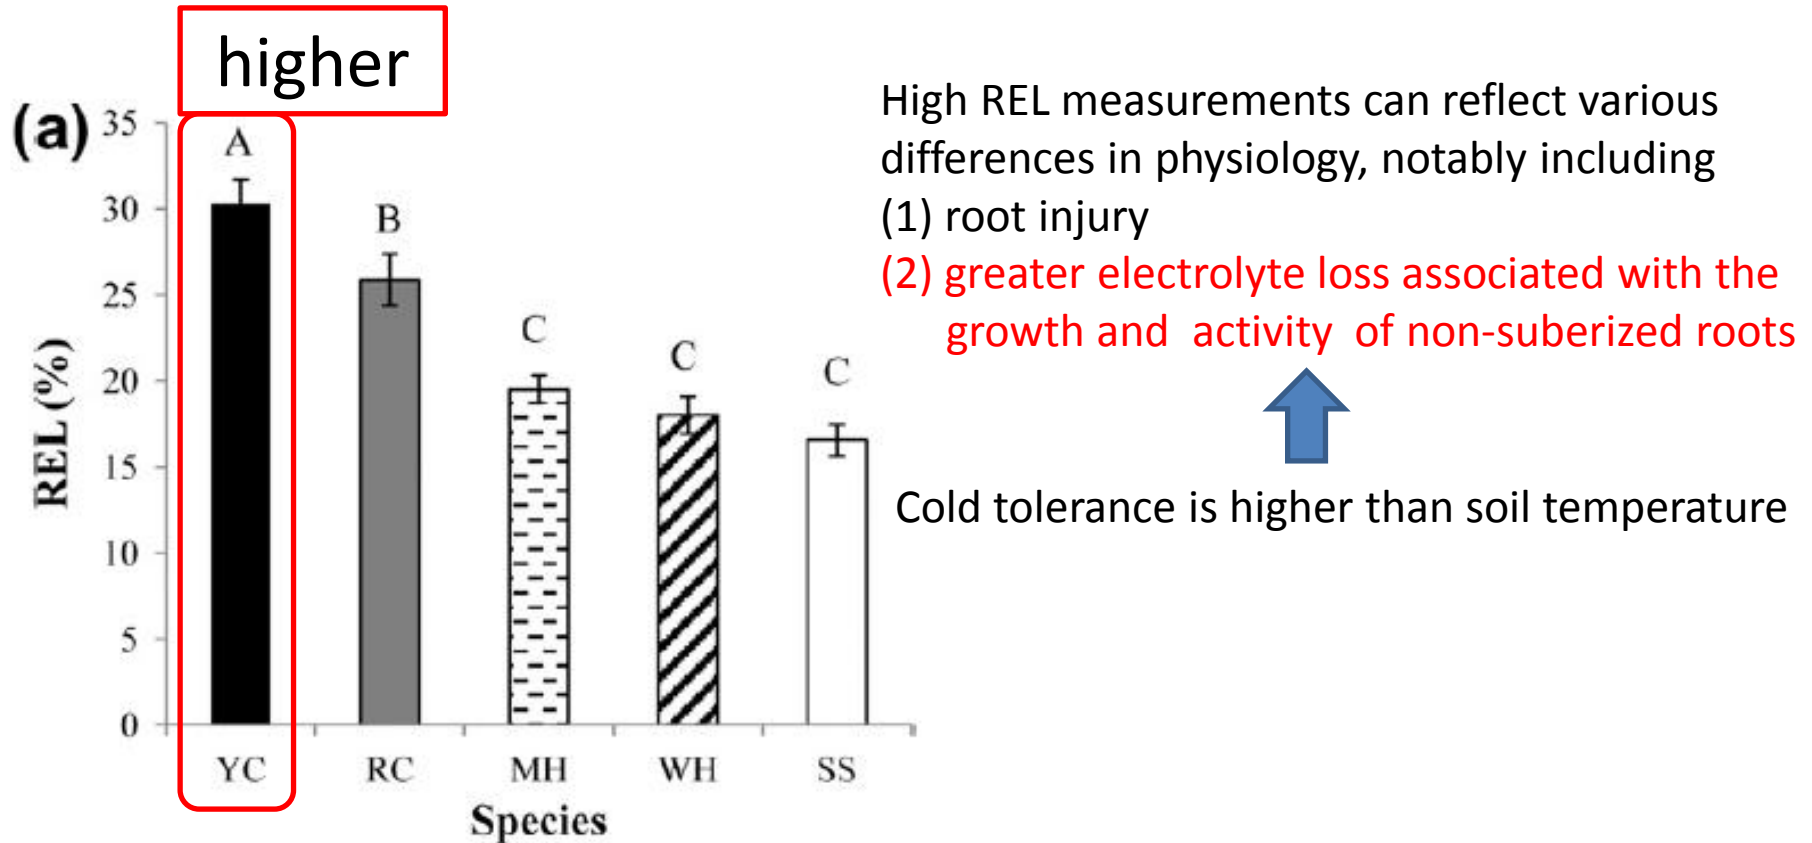 higher
(a)
35
30
25
20
15
10
5
0
REL (%)
A
B
C
C
C
YC
RC
MH
WH
SS
Species
High REL measurements can reflect various
differences in physiology, notably including
(1) root injury
(2) greater electrolyte loss associated with the
growth and activity of non-suberized roots
Cold tolerance is higher than soil temperature